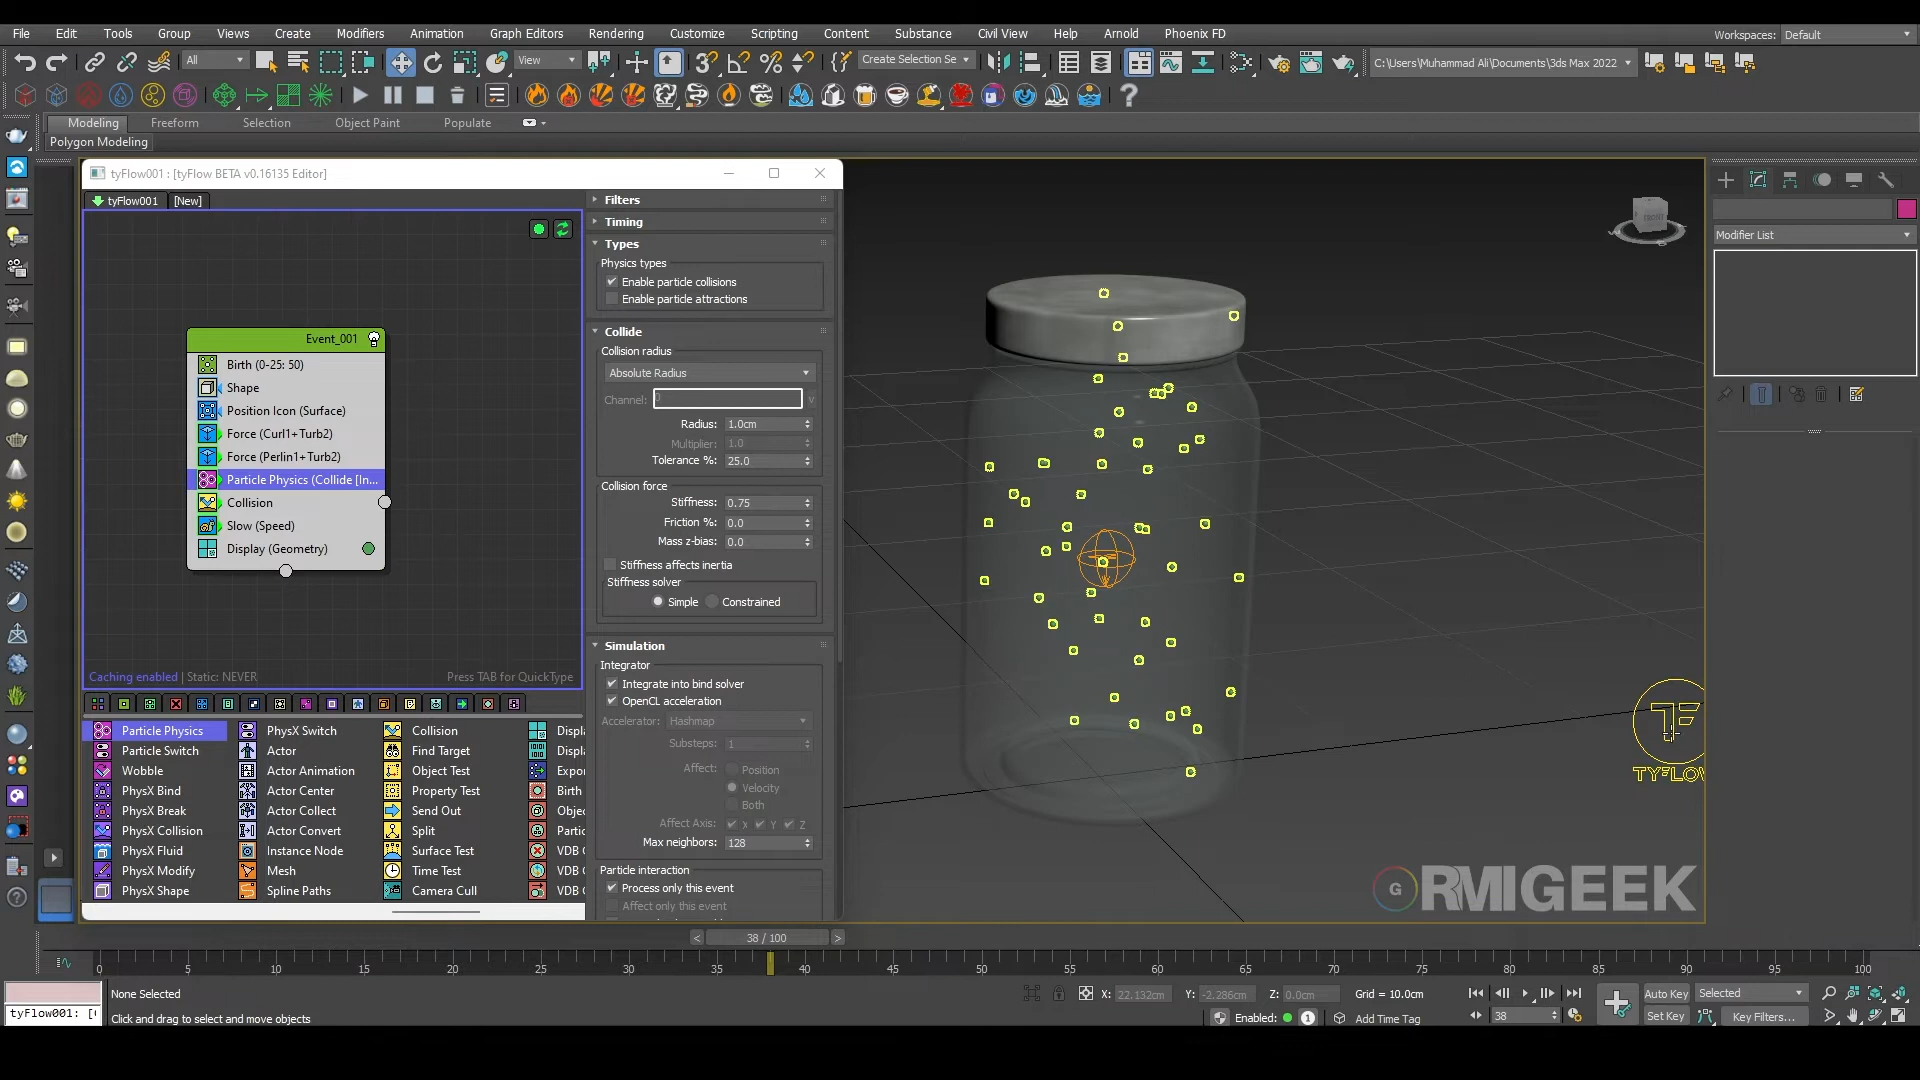 File Edit Tools Group Views Create Modifiers Animation Graph Editors Rendering Customize Scripting Content Substance Civil View Help Arnold Phoenix FD
Workspaces: Default
All
View
Create Selection Se
C:\Users\Muhammad Ali\Documents\3ds Max 2022
Modeling Freeform Selection Object Paint Populate
Polygon Modeling
tyFlow001 : [tyFlow BETA v0.16135 Editor]
tyFlow001 [New]
Event_001
Birth (0-25: 50)
Shape
Position Icon (Surface)
Force (Curl1+Turb2)
Force (Perlin1+Turb2)
Particle Physics (Collide [In...
Collision
Slow (Speed)
Display (Geometry)
Caching enabled | Static: NEVER
Press TAB for QuickType
Particle Physics PhysX Switch Collision Displa
Particle Switch Actor Find Target Displa
Wobble Actor Animation Object Test Expor
PhysX Bind Actor Center Property Test Birth
PhysX Break Actor Collect Send Out Objec
PhysX Collision Actor Convert Split Partic
PhysX Fluid Instance Node Surface Test VDB C
PhysX Modify Mesh Time Test VDB C
PhysX Shape Spline Paths Camera Cull VDB C
Filters
Timing
Types
Physics types
Enable particle collisions
Enable particle attractions
Collide
Collision radius
Absolute Radius
Channel: 0
Radius: 1.0cm
Multiplier: 1.0
Tolerance %: 25.0
Collision force
Stiffness: 0.75
Friction %: 0.0
Mass z-bias: 0.0
Stiffness affects inertia
Stiffness solver
Simple Constrained
Simulation
Integrator
Integrate into bind solver
OpenCL acceleration
Accelerator: Hashmap
Substeps: 1
Affect: Position
Velocity
Both
Affect Axis: X Y Z
Max neighbors: 128
Particle interaction
Process only this event
Affect only this event
FRONT
TF
TYFLOW
G RMIGEEK
Modifier List
< 38 / 100 >
0 5 10 15 20 25 30 35 40 45 50 55 60 65 70 75 80 85 90 95 100
None Selected
X: 22.132cm Y: -2.286cm Z: 0.0cm Grid = 10.0cm
Auto Key Selected
tyFlow001: [(
Click and drag to select and move objects
Enabled: 1 Add Time Tag
38
Set Key Key Filters...